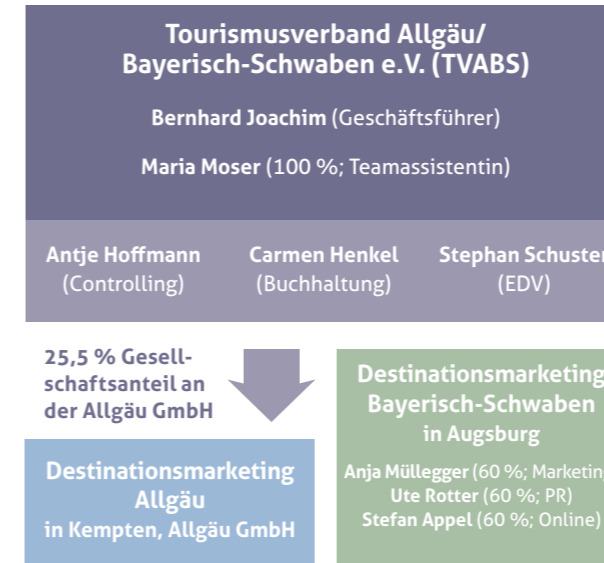 Tourismusverband Allgäu/
Bayerisch-Schwaben e.V. (TVABS)
Bernhard Joachim (Geschäftsführer)
Maria Moser (100 %; Teamassistentin)
Antje Hoffmann
(Controlling)
Carmen Henkel
(Buchhaltung)
Stephan Schuster
(EDV)
25,5 % Gesell-
schaftsanteil an
der Allgäu GmbH
Destinationsmarketing
Allgäu
in Kempten, Allgäu GmbH
Destinationsmarketing
Bayerisch-Schwaben
in Augsburg
Anja Müllegger (60 %; Marketing
Ute Rotter (60 %; PR)
Stefan Appel (60 %; Online)